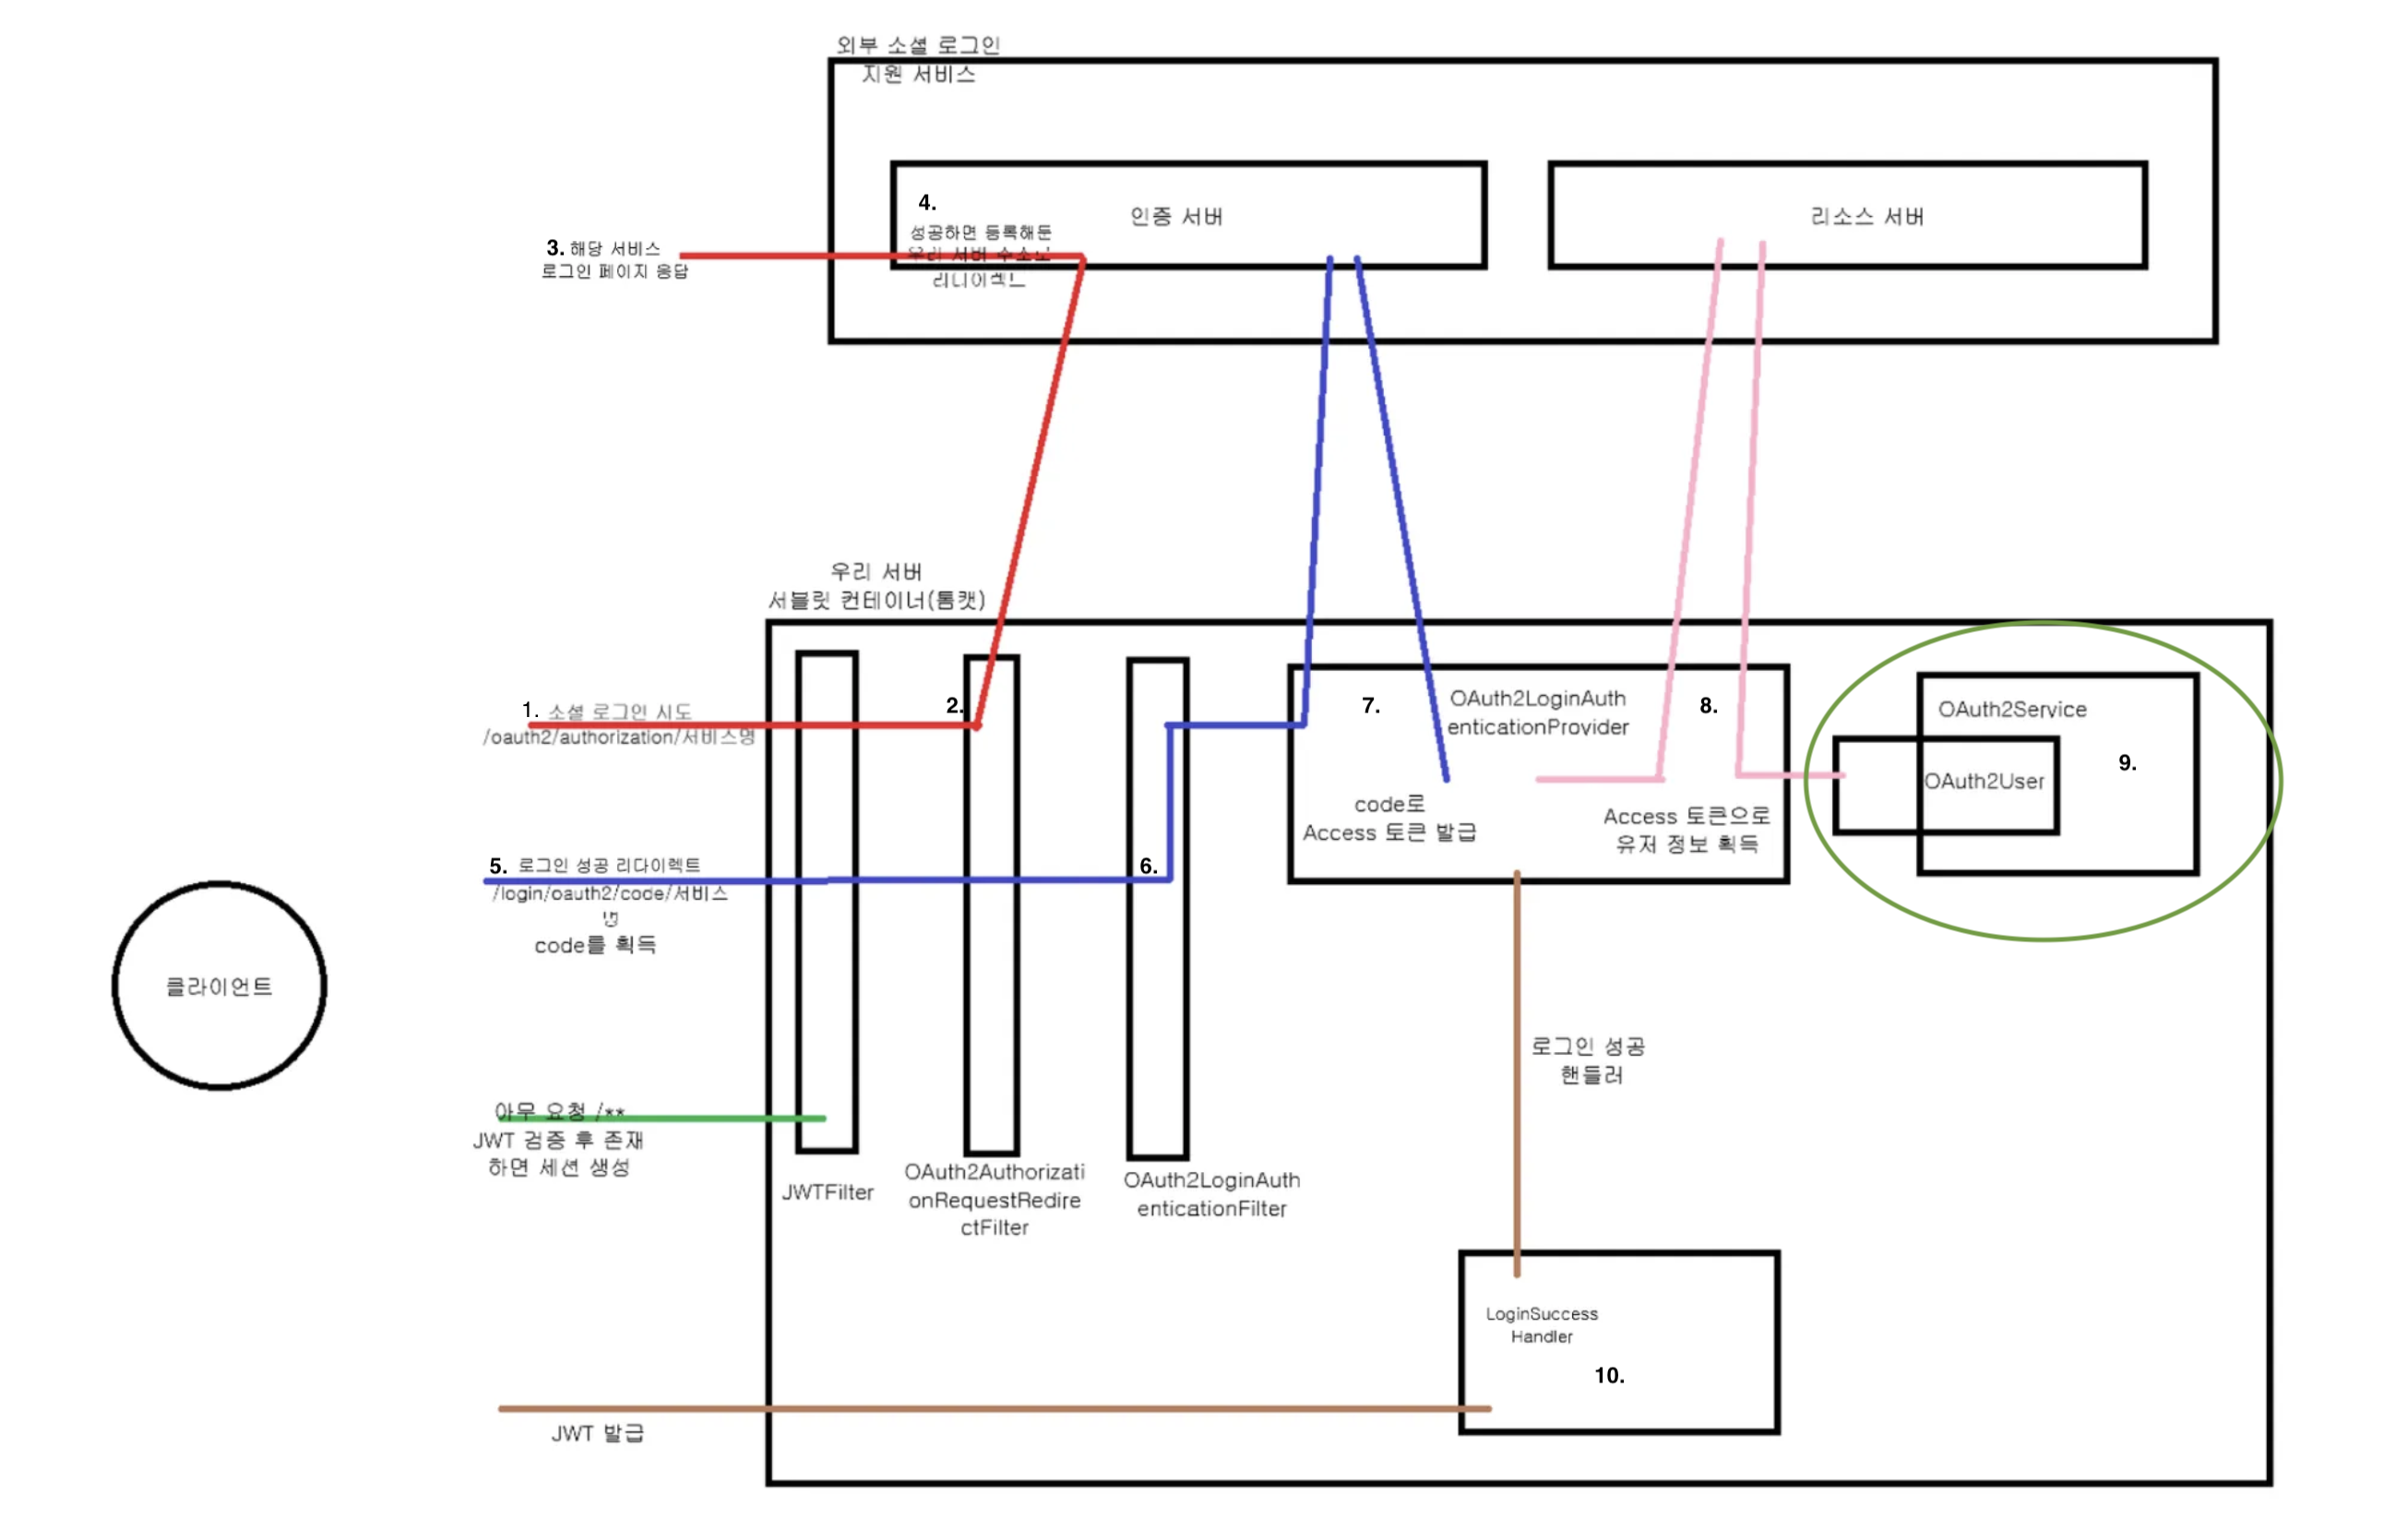 외부 소셜 로그인
지원 서비스
4.
인증 서버
리소스 서버
성공하면 등록해둔
우리 서버 주소로
리다이렉트
3. 해당 서비스
로그인 페이지 응답
우리 서버
서블릿 컨테이너(톰캣)
1. 소셜 로그인 시도
/oauth2/authorization/서비스명
2.
7.
OAuth2LoginAuth
enticationProvider
8.
OAuth2Service
9.
OAuth2User
code로
Access 토큰 발급
Access 토큰으로
유저 정보 획득
5. 로그인 성공 리다이렉트
/login/oauth2/code/서비스
명
code를 획득
6.
클라이언트
로그인 성공
핸들러
아무 요청 /**
JWT 검증 후 존재
하면 세션 생성
JWTFilter
OAuth2Authorizati
onRequestRedire
ctFilter
OAuth2LoginAuth
enticationFilter
LoginSuccess
Handler
10.
JWT 발급